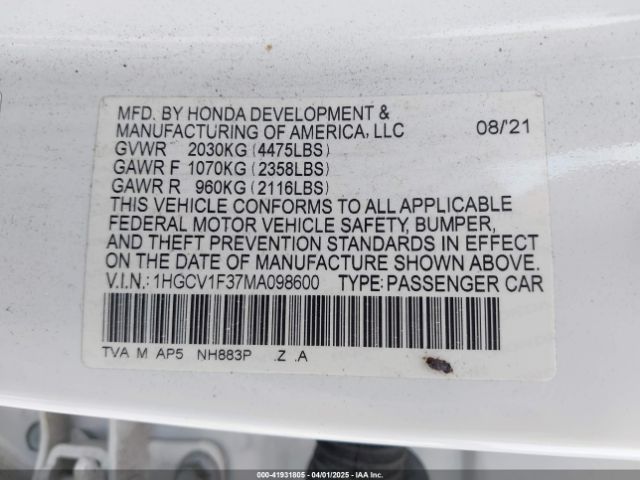 MFD. BY HONDA DEVELOPMENT &
MANUFACTURING OF AMERICA, LLC 08/'21
GVWR 2030KG (4475LBS)
GAWR F 1070KG (2358LBS)
GAWR R 960KG (2116LBS)
THIS VEHICLE CONFORMS TO ALL APPLICABLE
FEDERAL MOTOR VEHICLE SAFETY, BUMPER,
AND THEFT PREVENTION STANDARDS IN EFFECT
ON THE DATE OF MANUFACTURE SHOWN ABOVE.
V.I.N.: 1HGCV1F37MA098600 TYPE: PASSENGER CAR
TVA M AP5 NH883P .Z .A
000-41931805 - 04/01/2025 - IAAI.COM